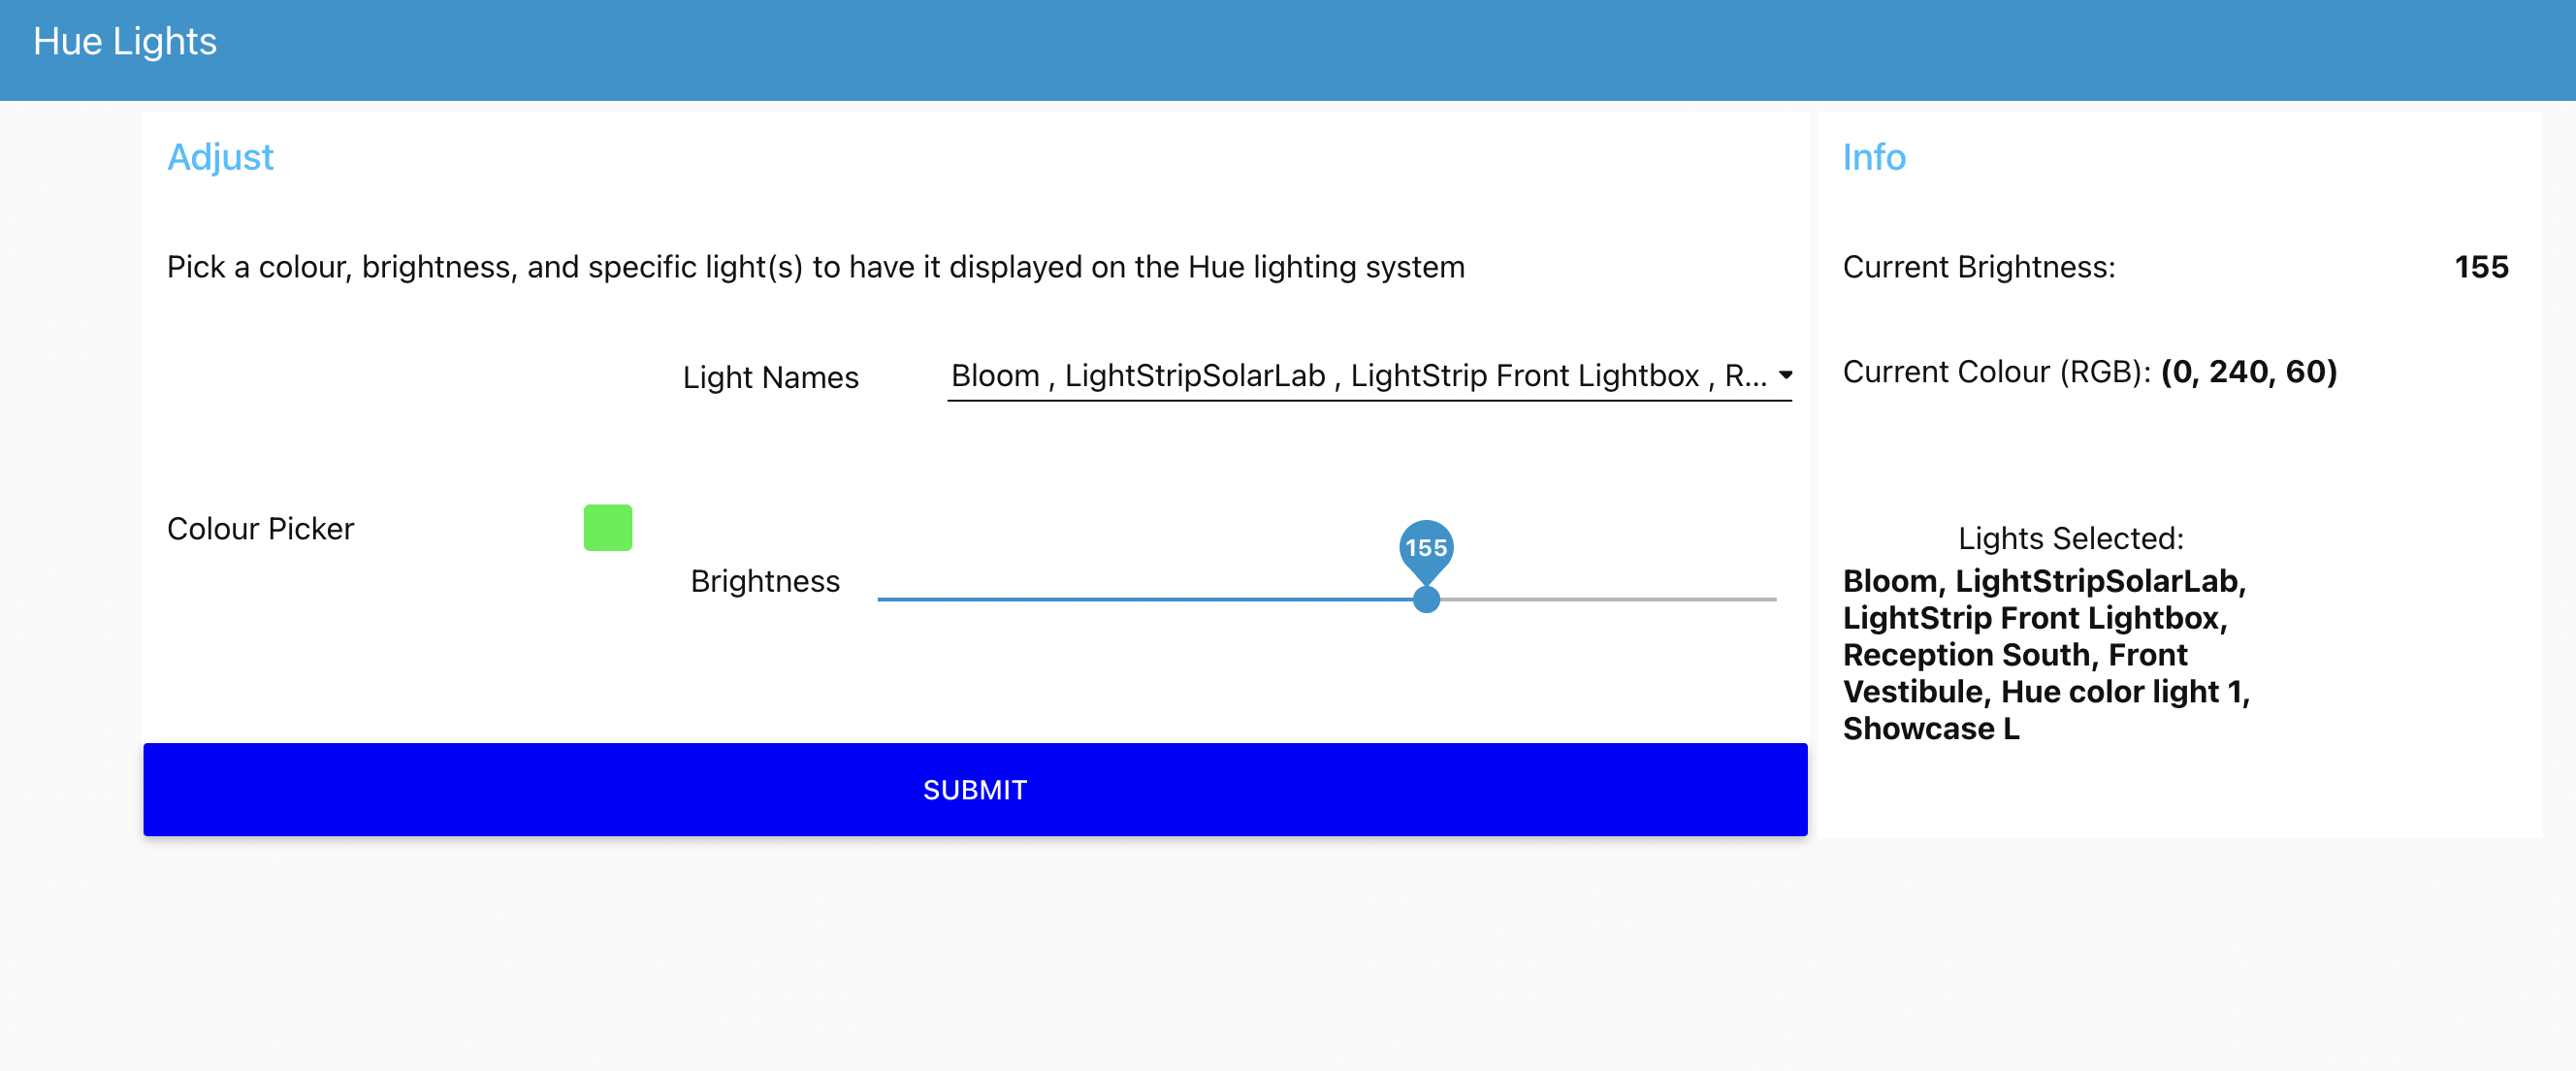 Hue Lights
Adjust
Pick a colour, brightness, and specific light(s) to have it displayed on the Hue lighting system
Light Names
Bloom , LightStripSolarLab , LightStrip Front Lightbox , R...
Colour Picker
155
Brightness
SUBMIT
Info
Current Brightness: 155
Current Colour (RGB): (0, 240, 60)
Lights Selected:
Bloom, LightStripSolarLab,
LightStrip Front Lightbox,
Reception South, Front
Vestibule, Hue color light 1,
Showcase L